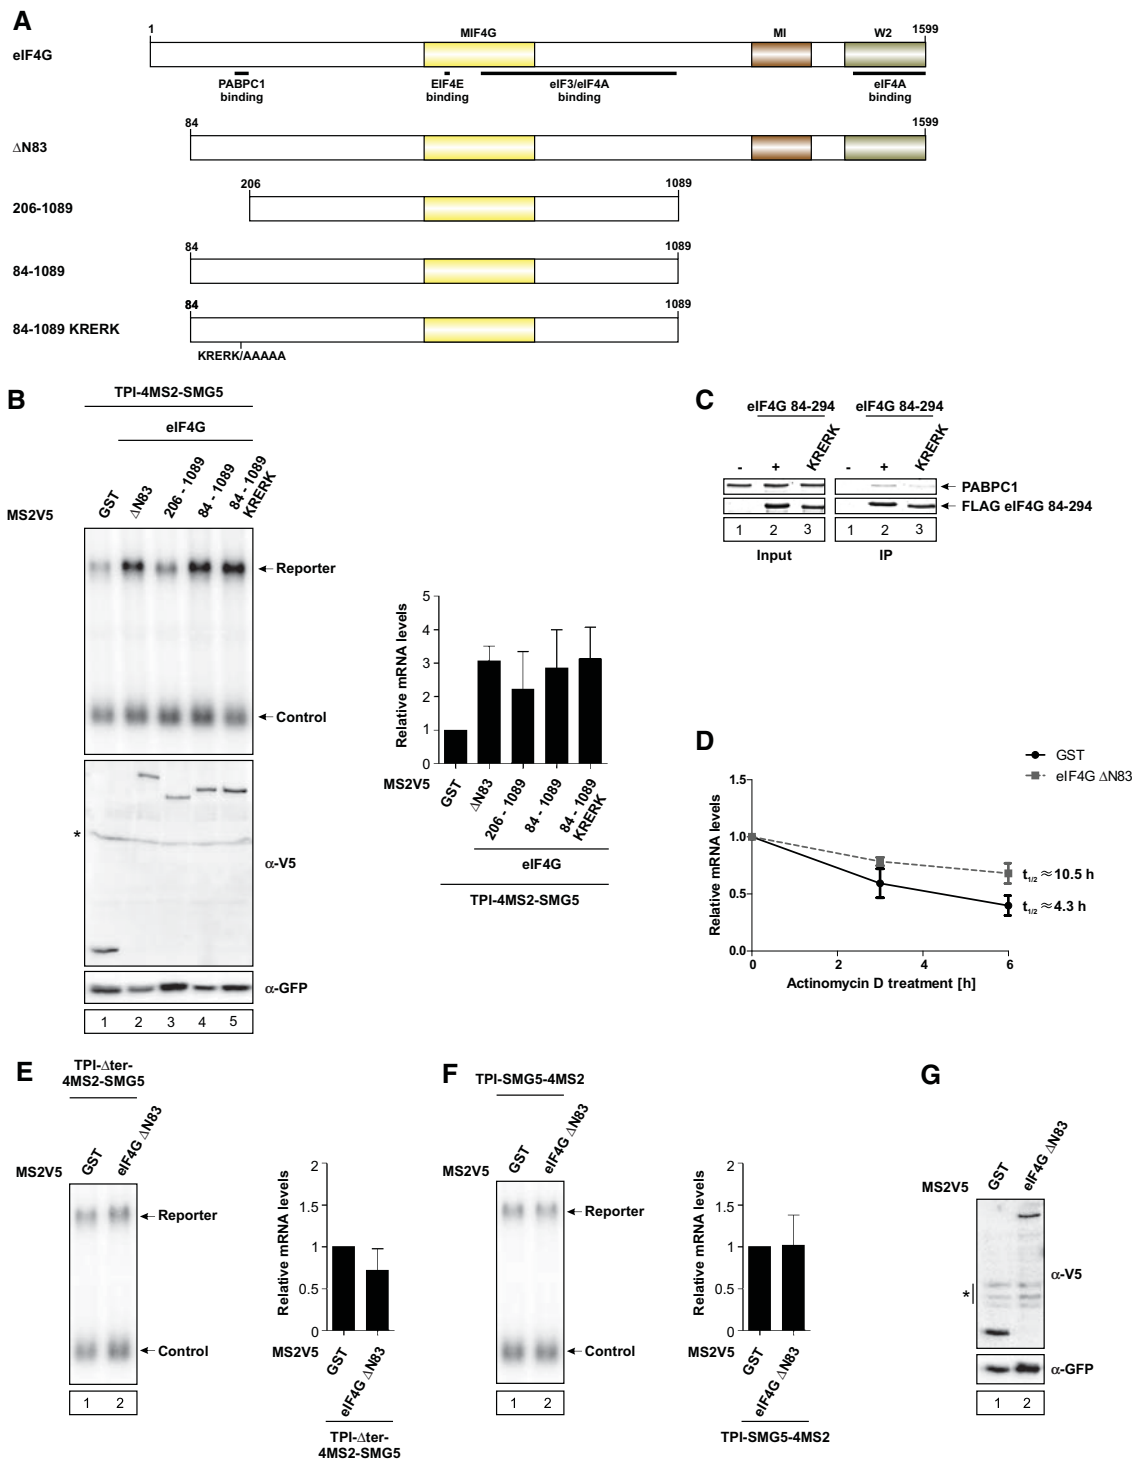 A
1 MIF4G MI W2 1599
eIF4G
PABPC1 binding EIF4E binding eIF3/eIF4A binding eIF4A binding
84 1599
ΔN83
206 1089
206-1089
84 1089
84-1089
84 1089
84-1089 KRERK
KRERK/AAAAA
B
TPI-4MS2-SMG5
eIF4G
MS2V5 GST ΔN83 206 - 1089 84 - 1089 84 - 1089 KRERK
Reporter
Control
*
α-V5
α-GFP
1 2 3 4 5
Relative mRNA levels
5
4
3
2
1
0
MS2V5 GST ΔN83 206 - 1089 84 - 1089 84 - 1089 KRERK
eIF4G
TPI-4MS2-SMG5
C
eIF4G 84-294 eIF4G 84-294
- + KRERK - + KRERK
PABPC1
FLAG eIF4G 84-294
1 2 3 1 2 3
Input IP
D
GST
eIF4G ΔN83
Relative mRNA levels
1.5
1.0
0.5
0.0
t1/2 ≈10.5 h
t1/2 ≈4.3 h
0 2 4 6
Actinomycin D treatment [h]
E
TPI-Δter-
4MS2-SMG5
MS2V5 GST eIF4G ΔN83
Reporter
Control
1 2
Relative mRNA levels
2
1.5
1
0.5
0
MS2V5 GST eIF4G ΔN83
TPI-Δter-
4MS2-SMG5
F
TPI-SMG5-4MS2
MS2V5 GST eIF4G ΔN83
Reporter
Control
1 2
Relative mRNA levels
2
1.5
1
0.5
0
MS2V5 GST eIF4G ΔN83
TPI-SMG5-4MS2
G
MS2V5 GST eIF4G ΔN83
*
α-V5
α-GFP
1 2